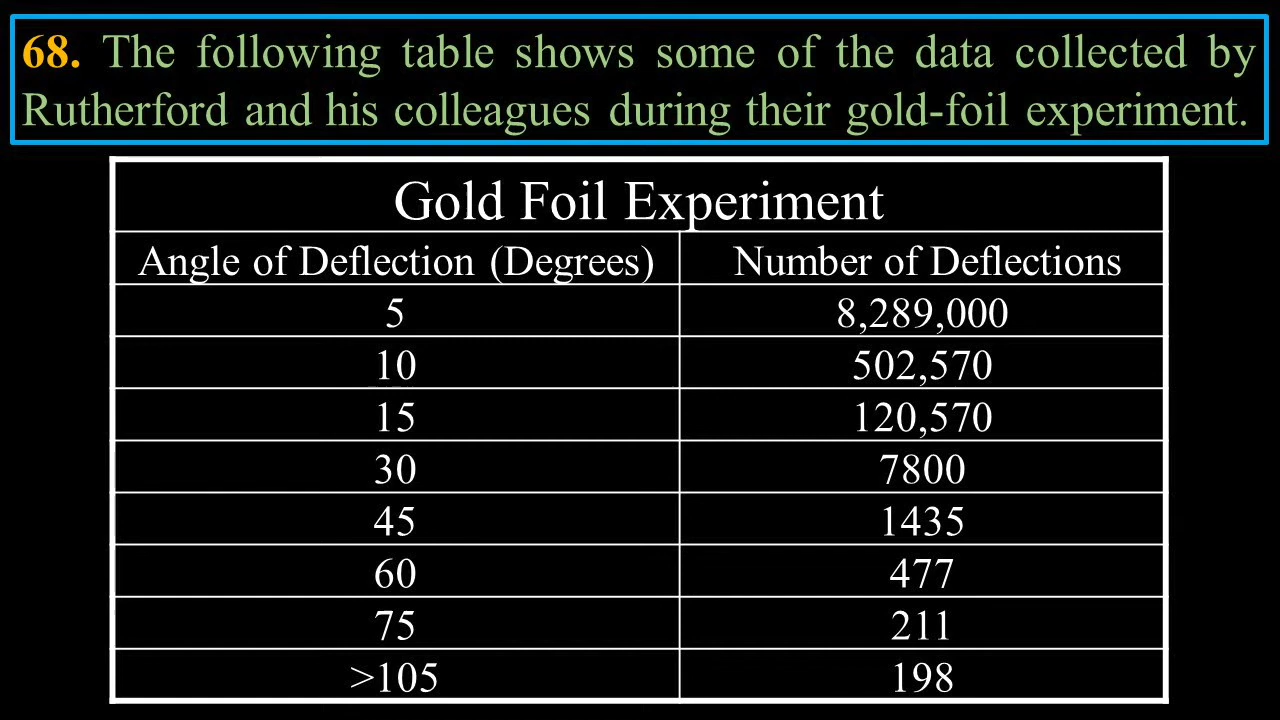 68. The following table shows some of the data collected by
Rutherford and his colleagues during their gold-foil experiment.
Gold Foil Experiment
Angle of Deflection (Degrees) Number of Deflections
5 8,289,000
10 502,570
15 120,570
30 7800
45 1435
60 477
75 211
>105 198